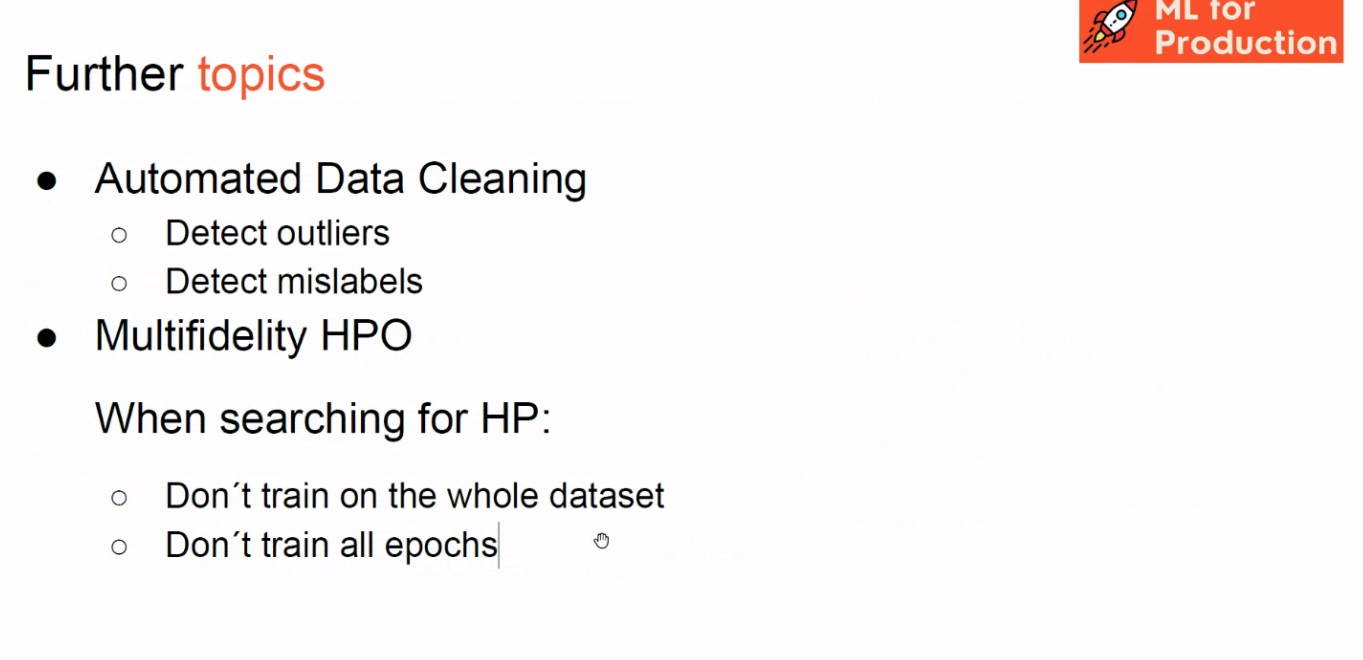 ML for
Production
Further topics
● Automated Data Cleaning
○ Detect outliers
○ Detect mislabels
● Multifidelity HPO
When searching for HP:
○ Don´t train on the whole dataset
○ Don´t train all epochs